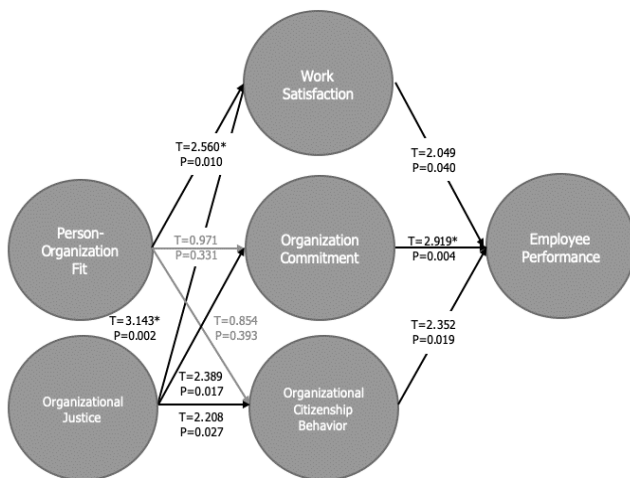 Work
Satisfaction
T=2.560*
P=0.010
T=2.049
P=0.040
Person-
Organization
Fit
T=0.971
P=0.331
Organization
Commitment
T=2.919*
P=0.004
Employee
Performance
T=3.143*
P=0.002
T=0.854
P=0.393
T=2.352
P=0.019
Organizational
Justice
T=2.389
P=0.017
T=2.208
P=0.027
Organizational
Citizenship
Behavior